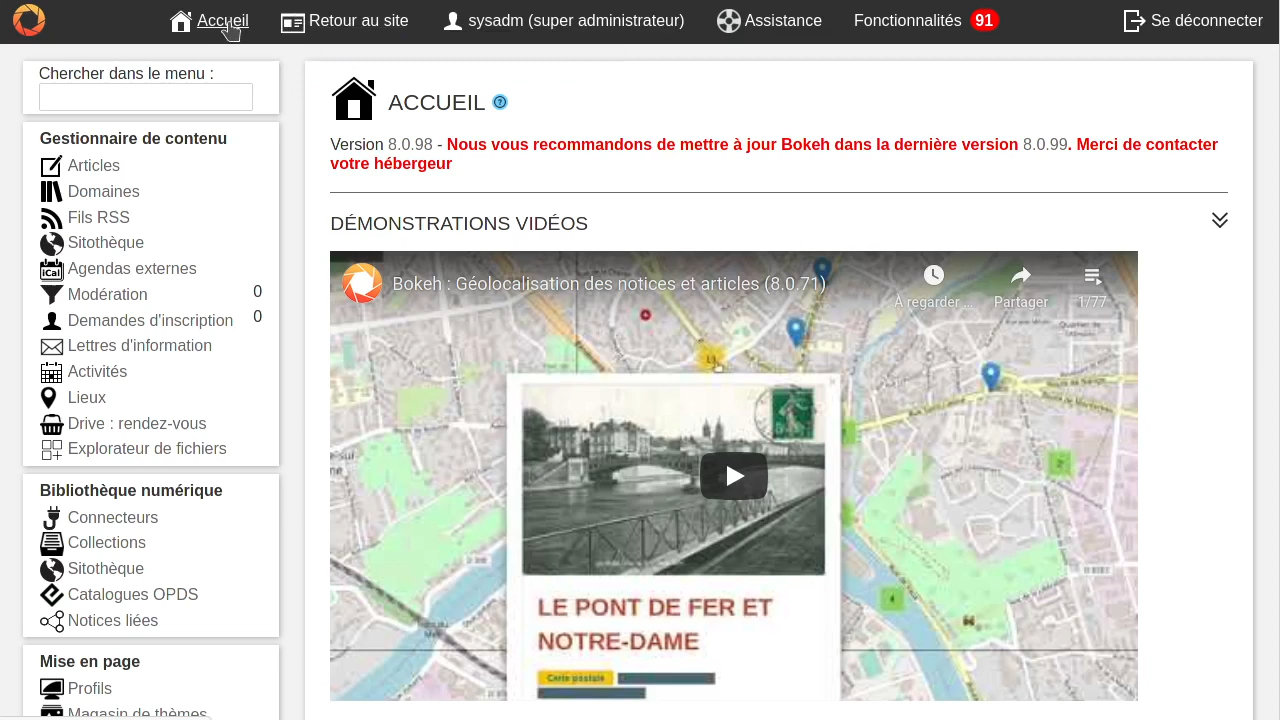 Accueil
Retour au site
sysadm (super administrateur)
Assistance
Fonctionnalités 91
Se déconnecter
Chercher dans le menu :
Gestionnaire de contenu
Articles
Domaines
Fils RSS
Sitothèque
iCal Agendas externes
Modération 0
Demandes d'inscription 0
Lettres d'information
Activités
Lieux
Drive : rendez-vous
Explorateur de fichiers
Bibliothèque numérique
Connecteurs
Collections
Sitothèque
Catalogues OPDS
Notices liées
Mise en page
Profils
Magasin de thèmes
ACCUEIL ?
Version 8.0.98 - Nous vous recommandons de mettre à jour Bokeh dans la dernière version 8.0.99. Merci de contacter
votre hébergeur
DÉMONSTRATIONS VIDÉOS
Bokeh : Géolocalisation des notices et articles (8.0.71)
À regarder ...
Partager
1/77
LE PONT DE FER ET
NOTRE-DAME
Carte postale